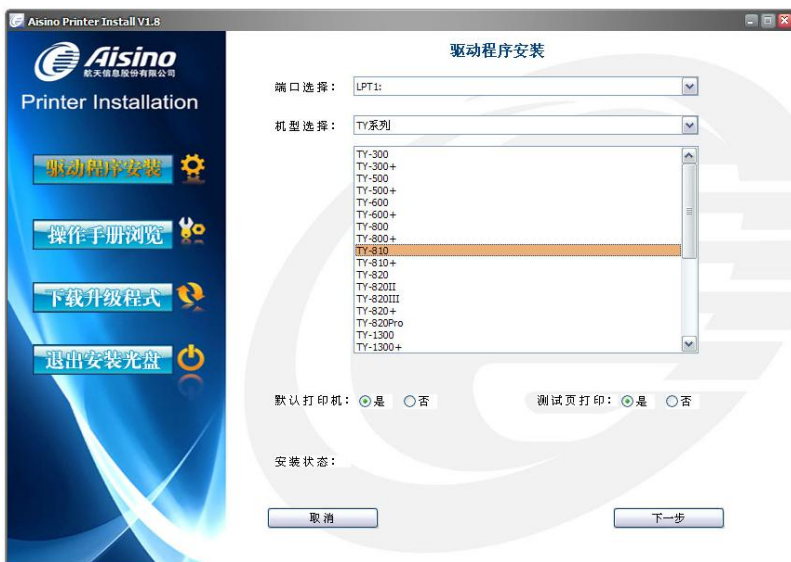 Aisino Printer Install V1.8
Aisino
航天信息股份有限公司
Printer Installation
驱动程序安装
操作手册浏览
下载升级程式
退出安装光盘
驱动程序安装
端口选择： LPT1:
机型选择： TY系列
TY-300
TY-300+
TY-500
TY-500+
TY-600
TY-600+
TY-800
TY-800+
TY-810
TY-810+
TY-820
TY-820II
TY-820III
TY-820+
TY-820Pro
TY-1300
TY-1300+
默认打印机： 是 否 测试页打印： 是 否
安装状态：
取消 下一步